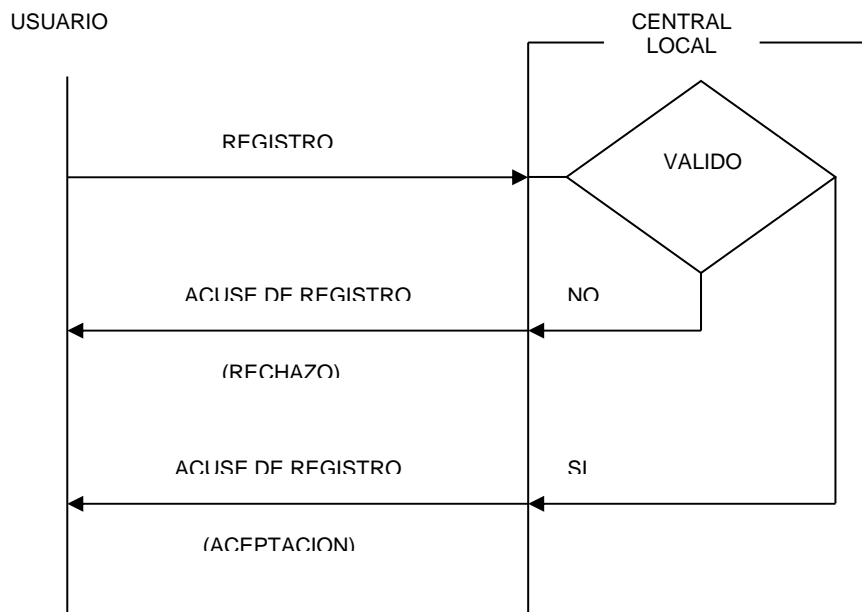 USUARIO
CENTRAL
LOCAL
REGISTRO
VALIDO
ACUSE DE REGISTRO
NO
(RECHAZO)
ACUSE DE REGISTRO
SI
(ACEPTACION)